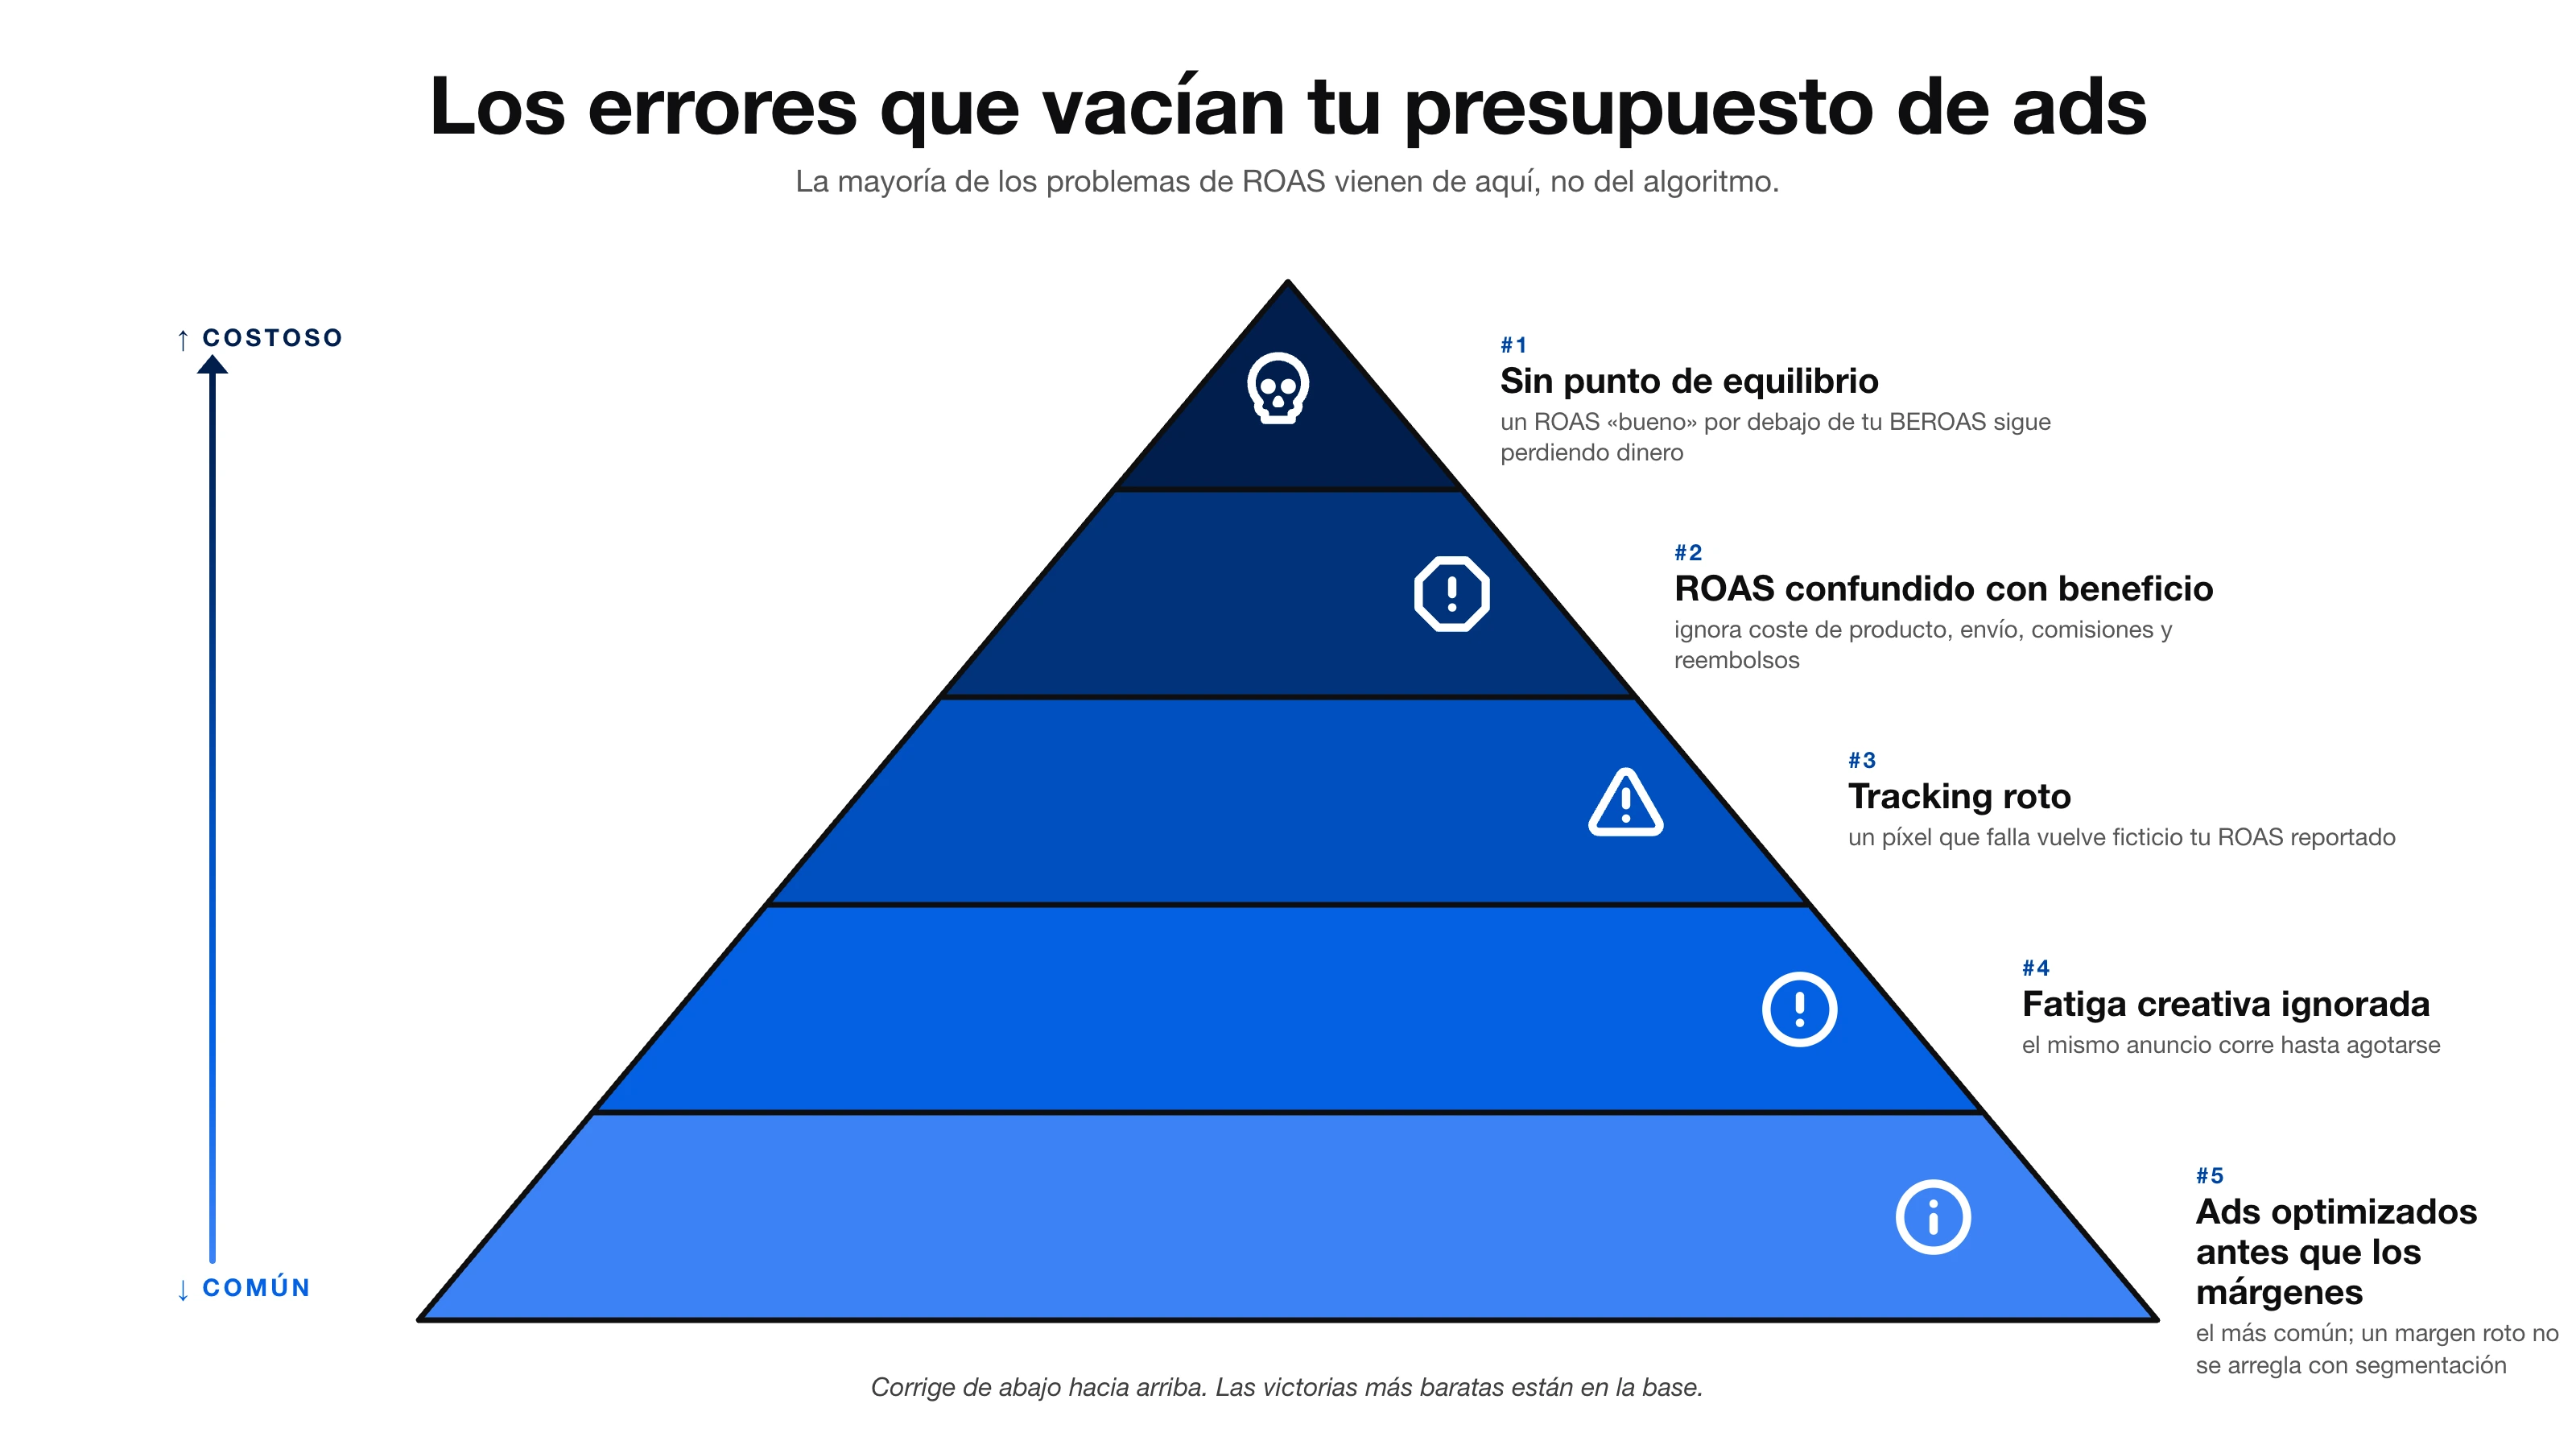 Los errores que vacían tu presupuesto de ads
La mayoría de los problemas de ROAS vienen de aquí, no del algoritmo.
↑ COSTOSO
#1
Sin punto de equilibrio
un ROAS «bueno» por debajo de tu BEROAS sigue
perdiendo dinero
#2
ROAS confundido con beneficio
ignora coste de producto, envío, comisiones y
reembolsos
#3
Tracking roto
un píxel que falla vuelve ficticio tu ROAS reportado
#4
Fatiga creativa ignorada
el mismo anuncio corre hasta agotarse
#5
Ads optimizados
antes que los
márgenes
el más común; un margen roto no
se arregla con segmentación
↓ COMÚN
Corrige de abajo hacia arriba. Las victorias más baratas están en la base.